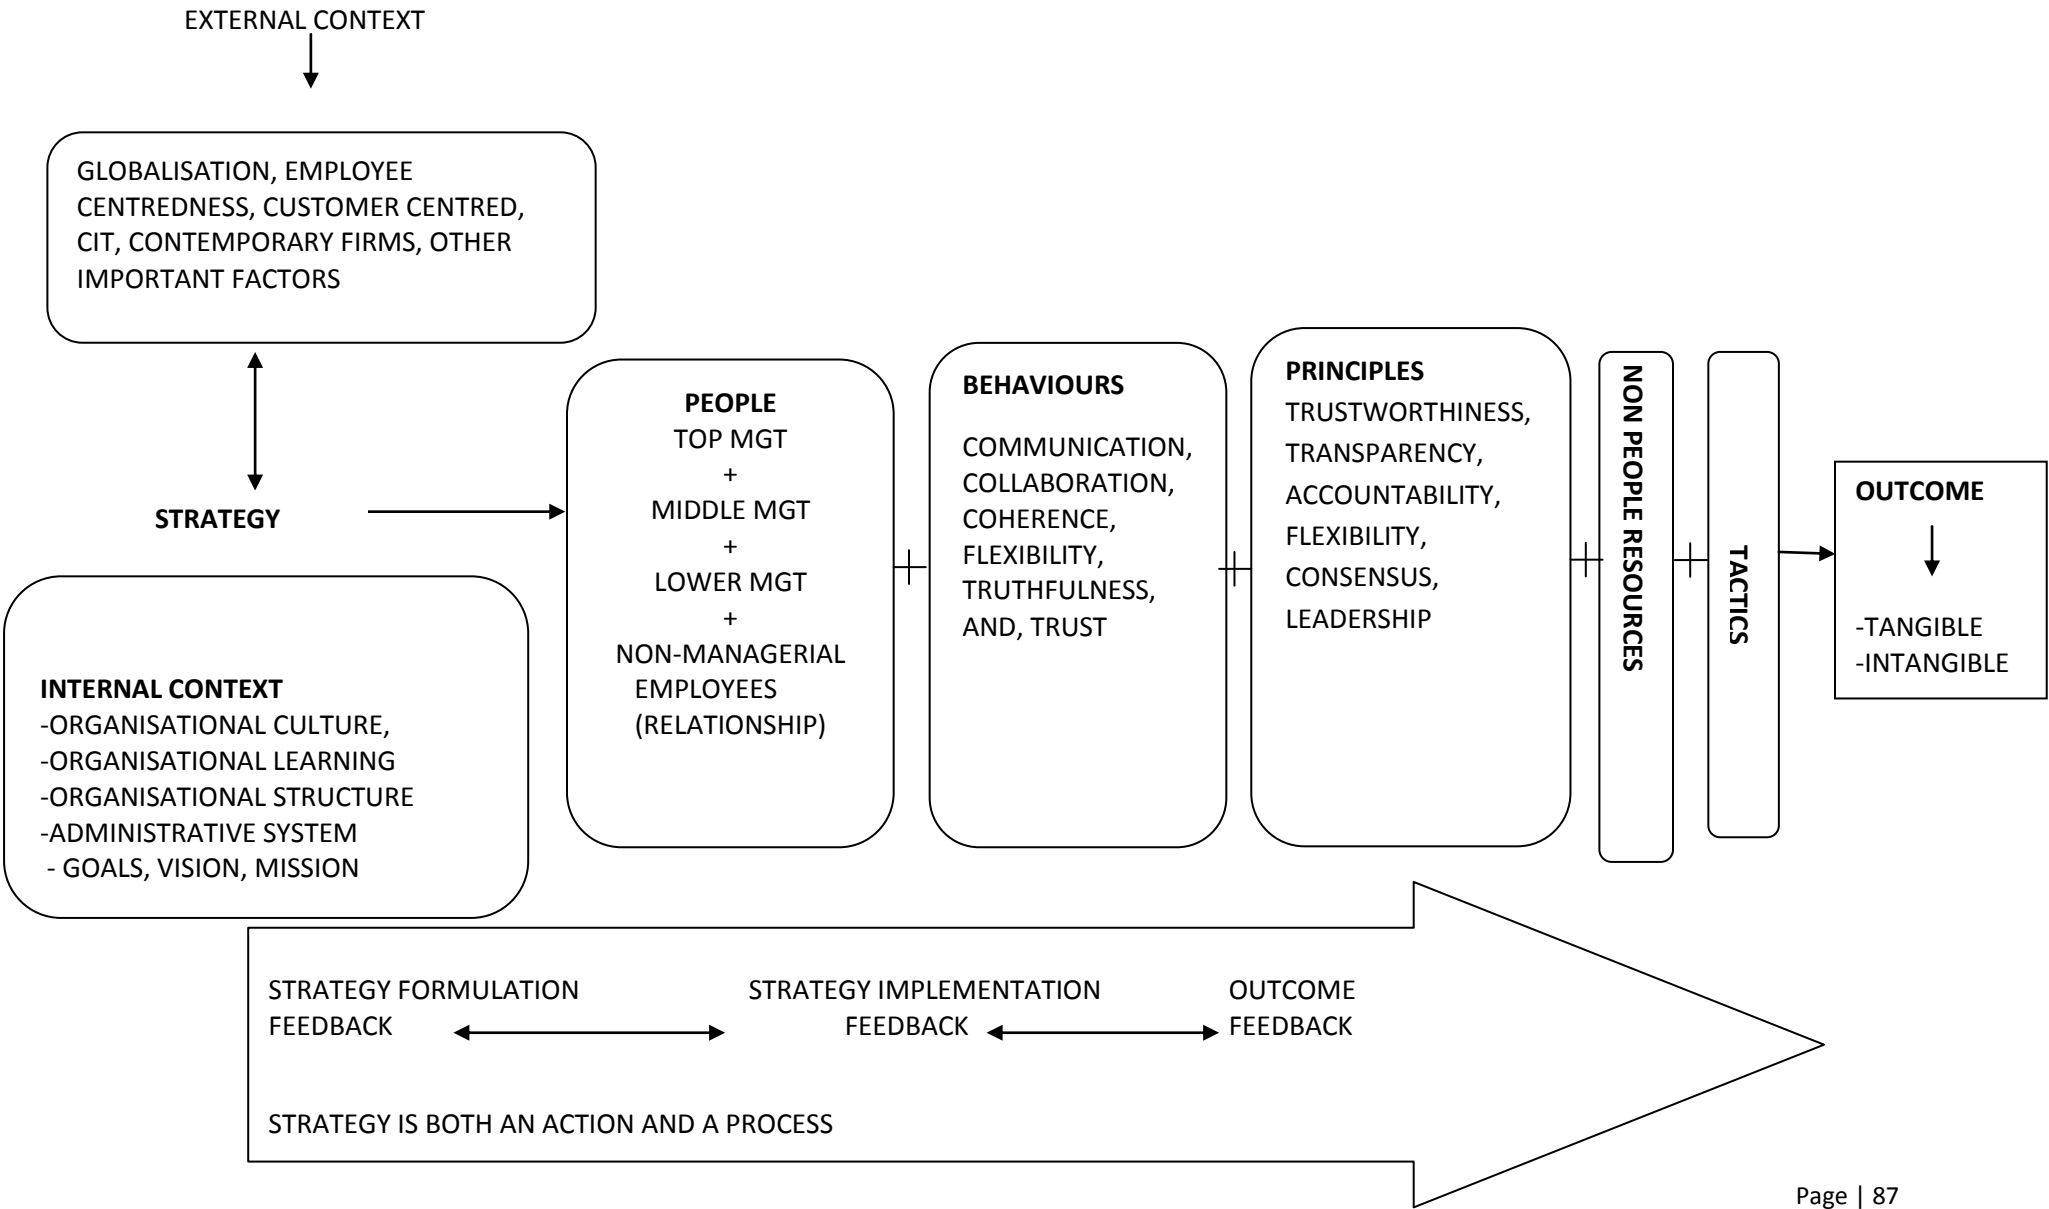 EXTERNAL CONTEXT
GLOBALISATION, EMPLOYEE
CENTREDNESS, CUSTOMER CENTRED,
CIT, CONTEMPORARY FIRMS, OTHER
IMPORTANT FACTORS
STRATEGY
INTERNAL CONTEXT
-ORGANISATIONAL CULTURE,
-ORGANISATIONAL LEARNING
-ORGANISATIONAL STRUCTURE
-ADMINISTRATIVE SYSTEM
- GOALS, VISION, MISSION
PEOPLE
TOP MGT
+
MIDDLE MGT
+
LOWER MGT
+
NON-MANAGERIAL
EMPLOYEES
(RELATIONSHIP)
BEHAVIOURS
COMMUNICATION,
COLLABORATION,
COHERENCE,
FLEXIBILITY,
TRUTHFULNESS,
AND, TRUST
PRINCIPLES
TRUSTWORTHINESS,
TRANSPARENCY,
ACCOUNTABILITY,
FLEXIBILITY,
CONSENSUS,
LEADERSHIP
NON PEOPLE RESOURCES
TACTICS
OUTCOME
-TANGIBLE
-INTANGIBLE
STRATEGY FORMULATION STRATEGY IMPLEMENTATION OUTCOME
FEEDBACK FEEDBACK FEEDBACK
STRATEGY IS BOTH AN ACTION AND A PROCESS
Page | 87